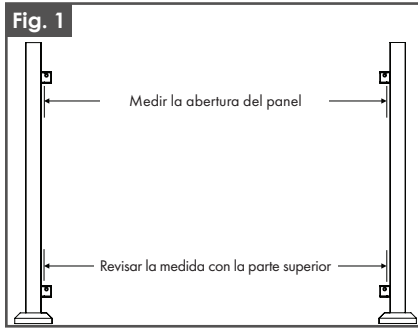 Fig. 1
Medir la abertura del panel
Revisar la medida con la parte superior